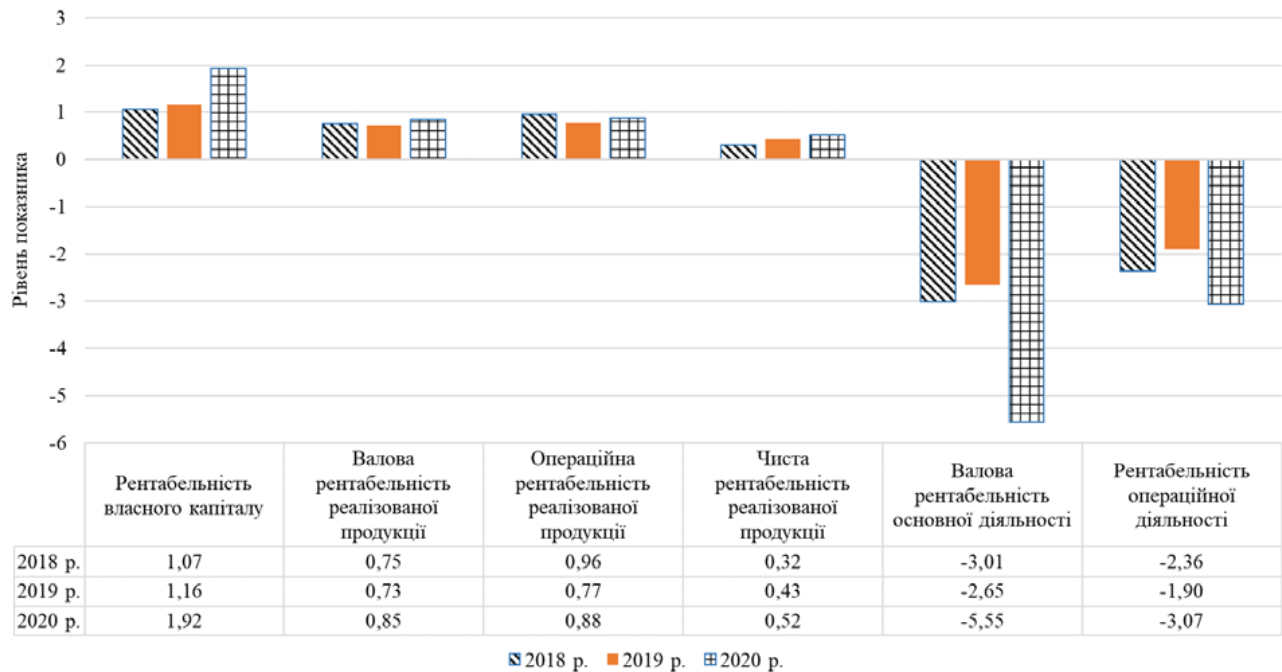 3
2
1
0
-1
-2
-3
-4
-5
-6
Рівень показника
Рентабельність
власного капіталу
Валова
рентабельність
реалізованої
продукції
Операційна
рентабельність
реалізованої
продукції
Чиста
рентабельність
реалізованої
продукції
Валова
рентабельність
основної діяльності
Рентабельність
операційної
діяльності
2018 р. 1,07 0,75 0,96 0,32 -3,01 -2,36
2019 р. 1,16 0,73 0,77 0,43 -2,65 -1,90
2020 р. 1,92 0,85 0,88 0,52 -5,55 -3,07
2018 р. 2019 р. 2020 р.